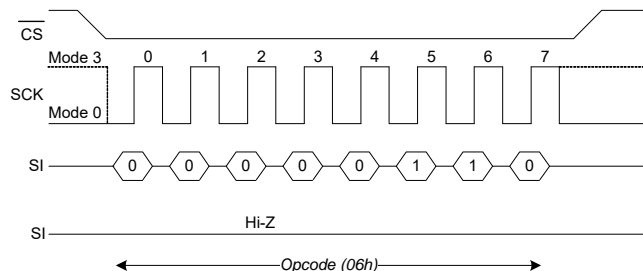 CS
Mode 3 0 1 2 3 4 5 6 7
SCK
Mode 0
SI 0 0 0 0 0 1 1 0
Hi-Z
SI
Opcode (06h)